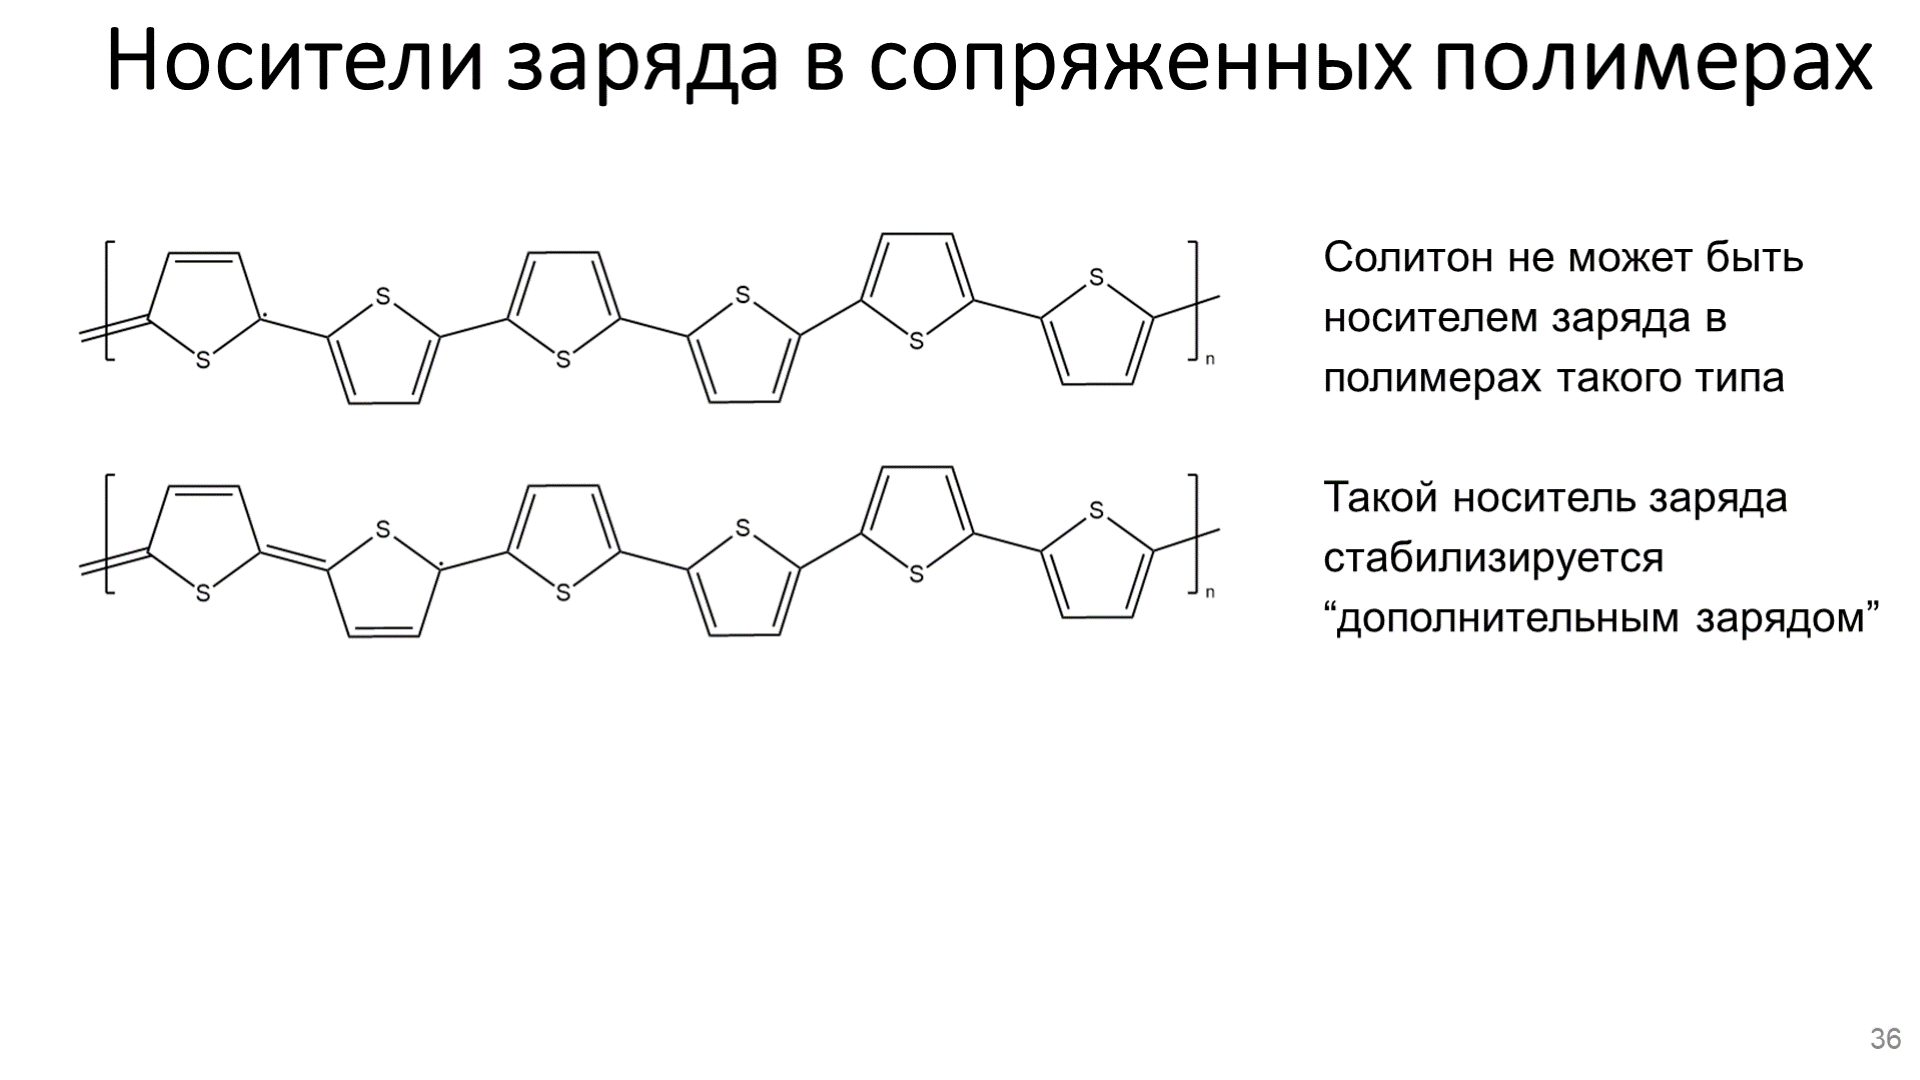 Носители заряда в сопряженных полимерах
S
S
S
S
S
S
n
Солитон не может быть
носителем заряда в
полимерах такого типа
S
S
S
S
S
S
n
Такой носитель заряда
стабилизируется
“дополнительным зарядом”
36